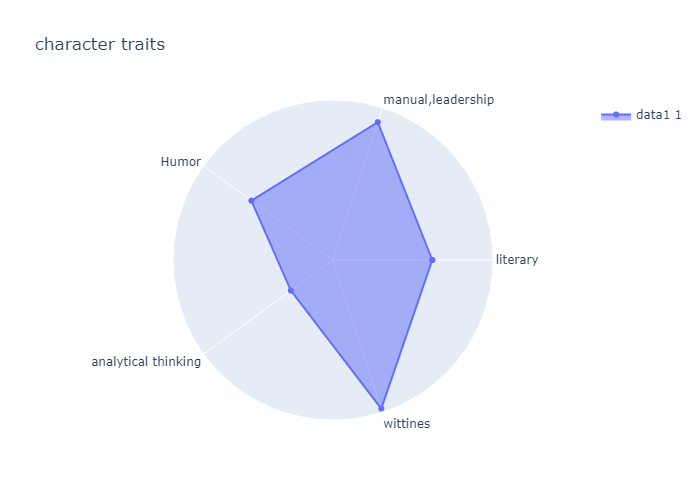 character traits
manual,leadership
data1 1
Humor
literary
analytical thinking
wittines